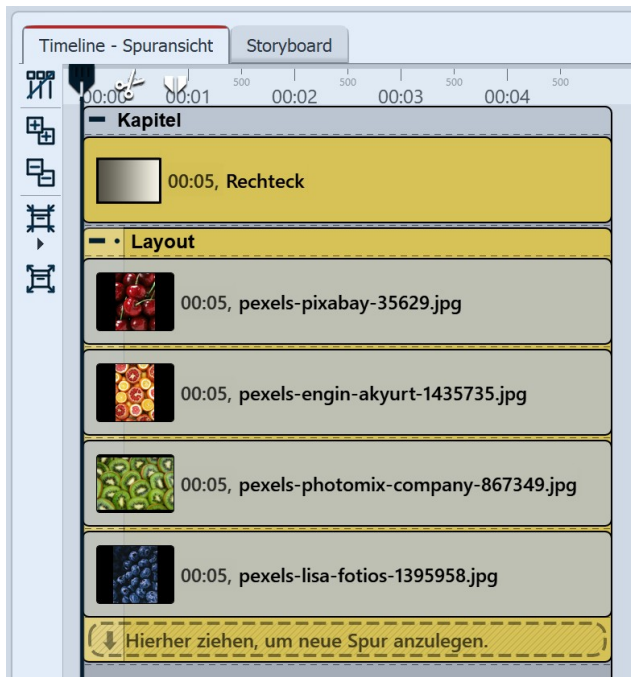 Timeline - Spuransicht
Storyboard
500 500 500 500
00:00 00:01 00:02 00:03 00:04
Kapitel
00:05, Rechteck
Layout
00:05, pexels-pixabay-35629.jpg
00:05, pexels-engin-akyurt-1435735.jpg
00:05, pexels-photomix-company-867349.jpg
00:05, pexels-lisa-fotios-1395958.jpg
Hierher ziehen, um neue Spur anzulegen.